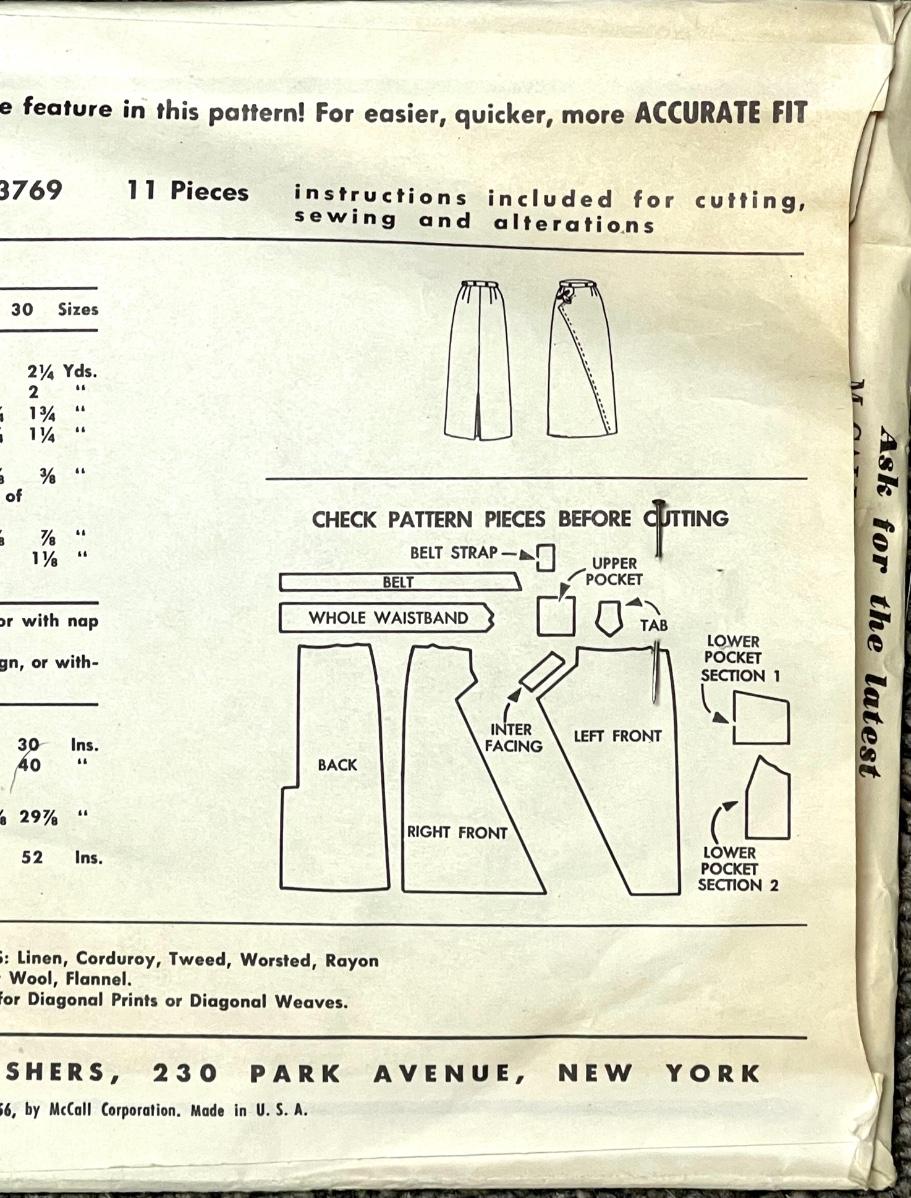 e feature in this pattern! For easier, quicker, more ACCURATE FIT
3769 11 Pieces instructions included for cutting,
sewing and alterations
30 Sizes
2¼ Yds.
2 “
1¾ “
1¼ “
⅜ “
of
⅞ “
1⅛ “
or with nap
gn, or with-
30 Ins.
40 “
29⅞ “
52 Ins.
CHECK PATTERN PIECES BEFORE CUTTING
BELT STRAP
BELT
UPPER
POCKET
WHOLE WAISTBAND
TAB
LOWER
POCKET
SECTION 1
INTER
FACING
LEFT FRONT
BACK
RIGHT FRONT
LOWER
POCKET
SECTION 2
S: Linen, Corduroy, Tweed, Worsted, Rayon
Wool, Flannel.
for Diagonal Prints or Diagonal Weaves.
SHERS, 230 PARK AVENUE, NEW YORK
56, by McCall Corporation. Made in U. S. A.
Ask for the latest